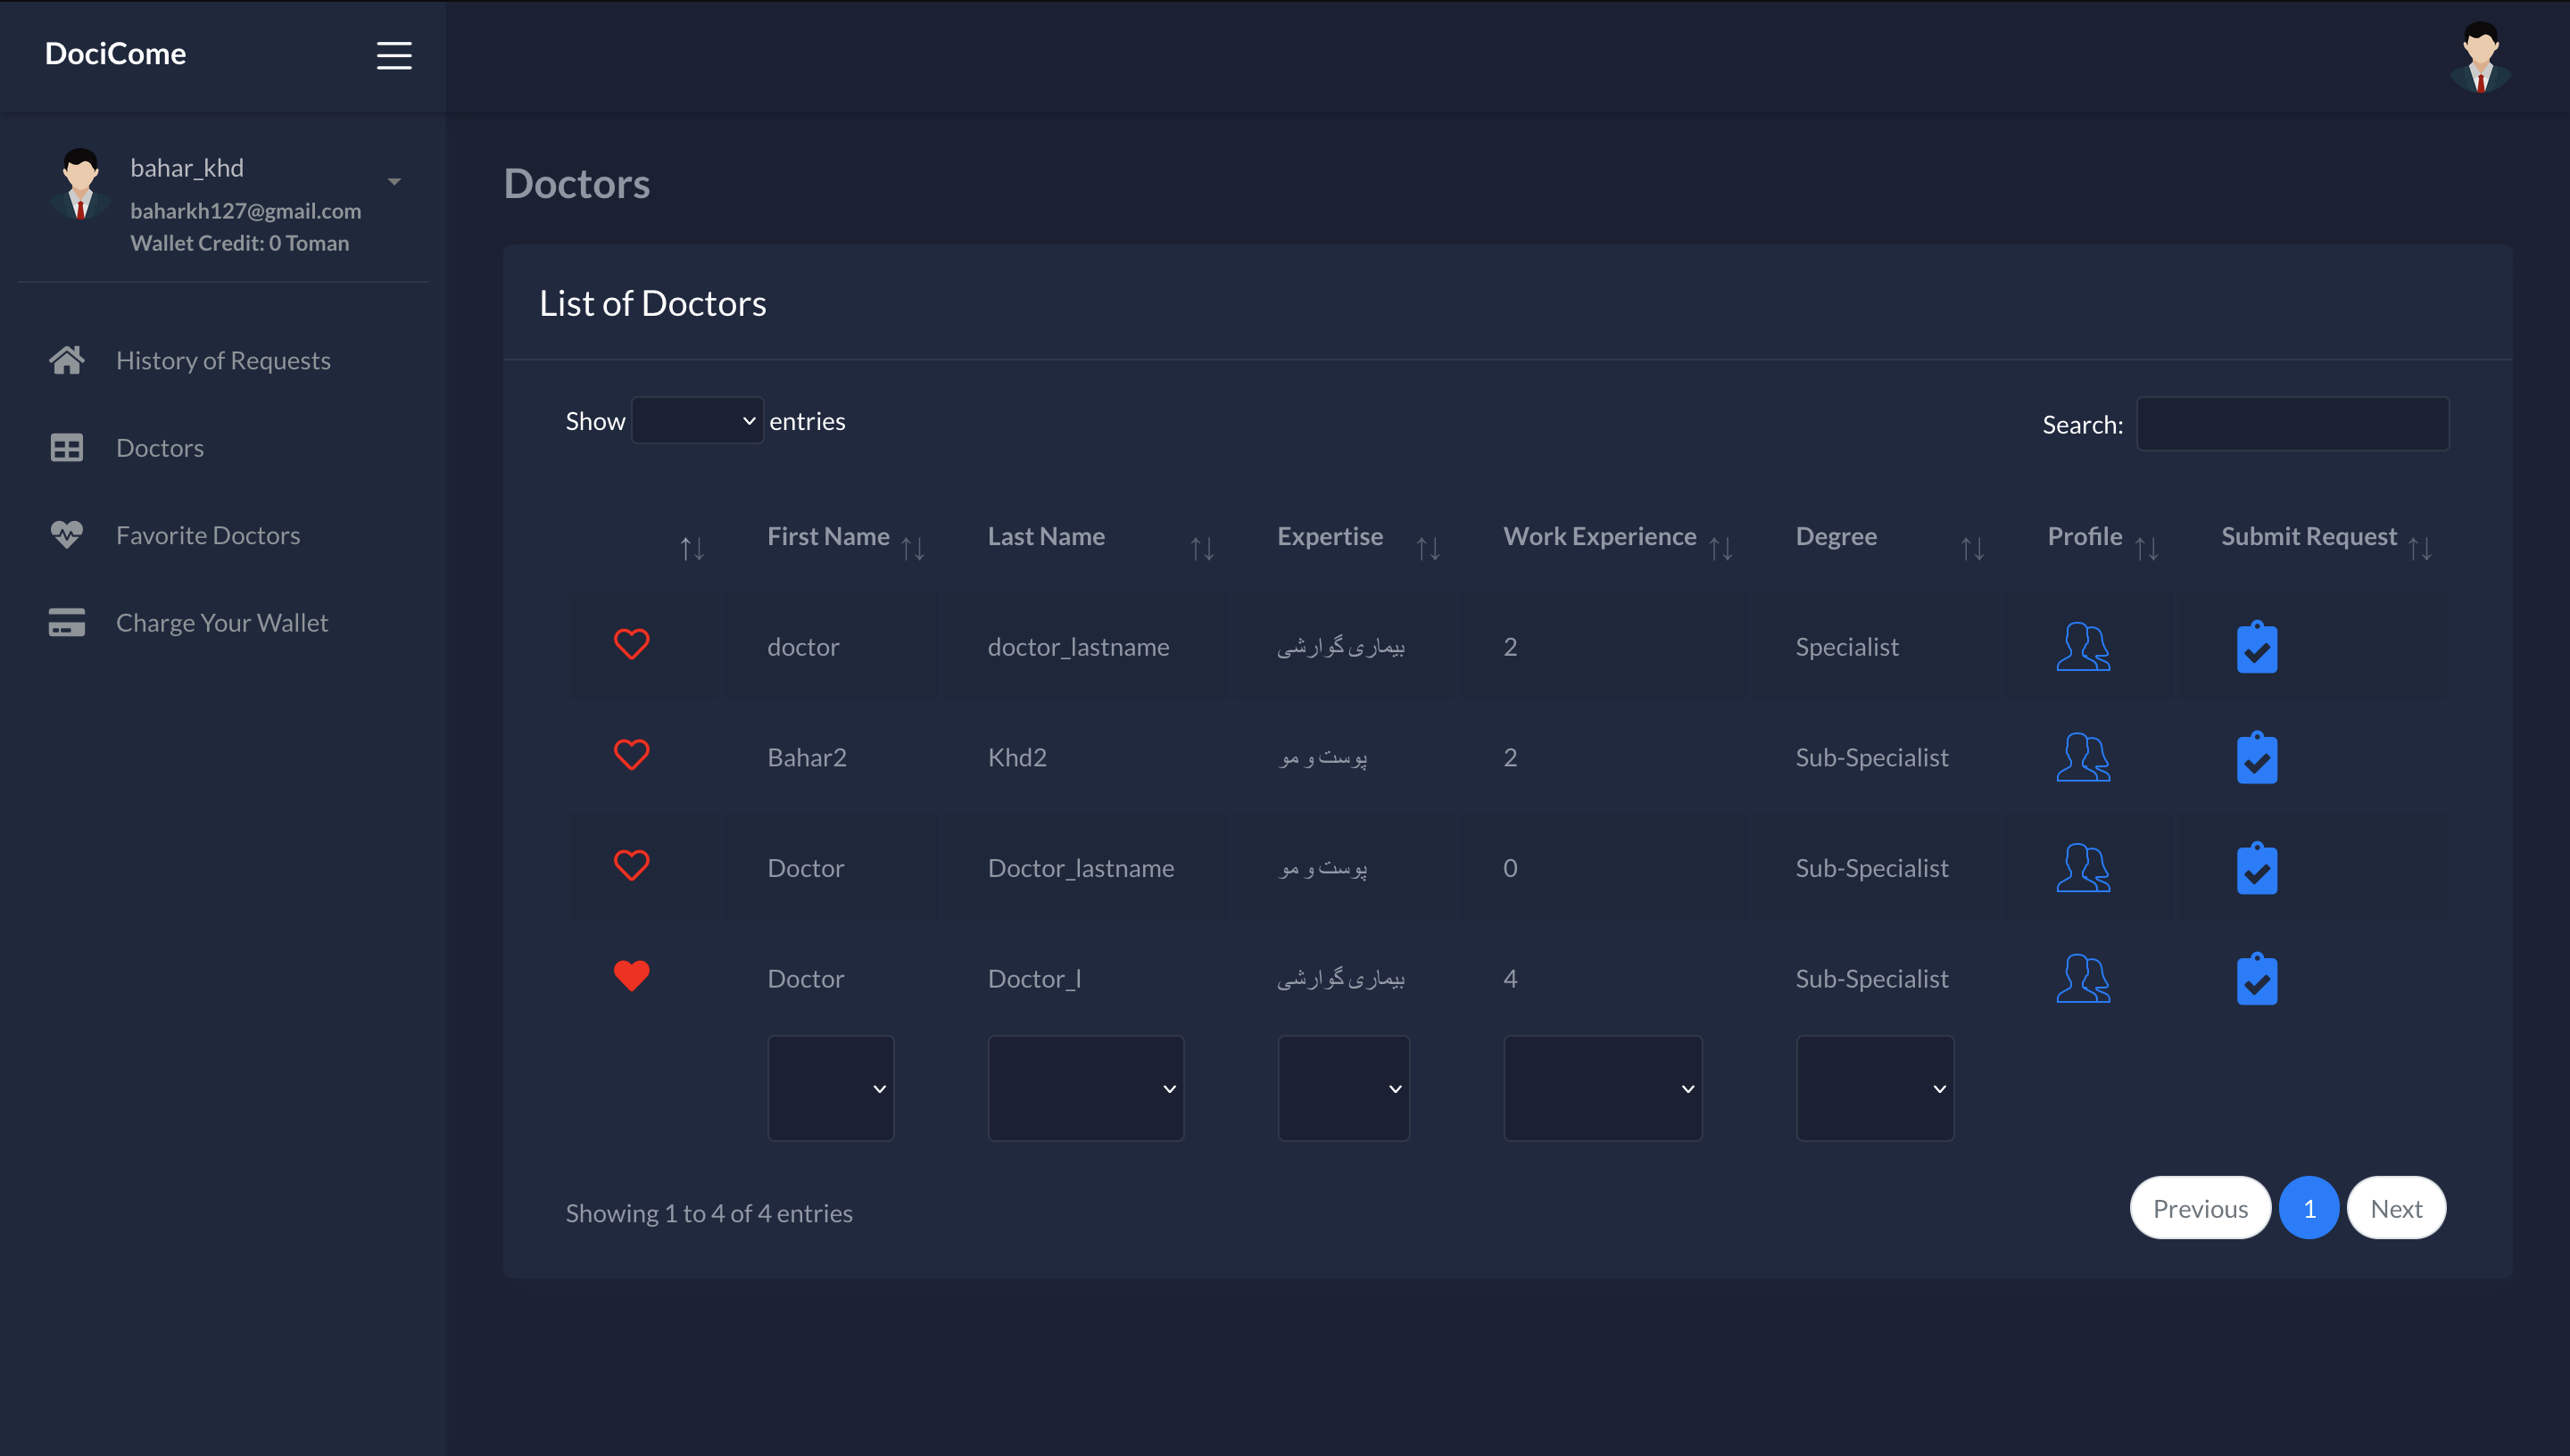 DociCome
bahar_khd
baharkh127@gmail.com
Wallet Credit: 0 Toman
History of Requests
Doctors
Favorite Doctors
Charge Your Wallet
Doctors
List of Doctors
Show entries
Search:
First Name Last Name Expertise Work Experience Degree Profile Submit Request
doctor doctor_lastname بیماری گوارشی 2 Specialist
Bahar2 Khd2 پوست و مو 2 Sub-Specialist
Doctor Doctor_lastname پوست و مو 0 Sub-Specialist
Doctor Doctor_l بیماری گوارشی 4 Sub-Specialist
Showing 1 to 4 of 4 entries
Previous 1 Next